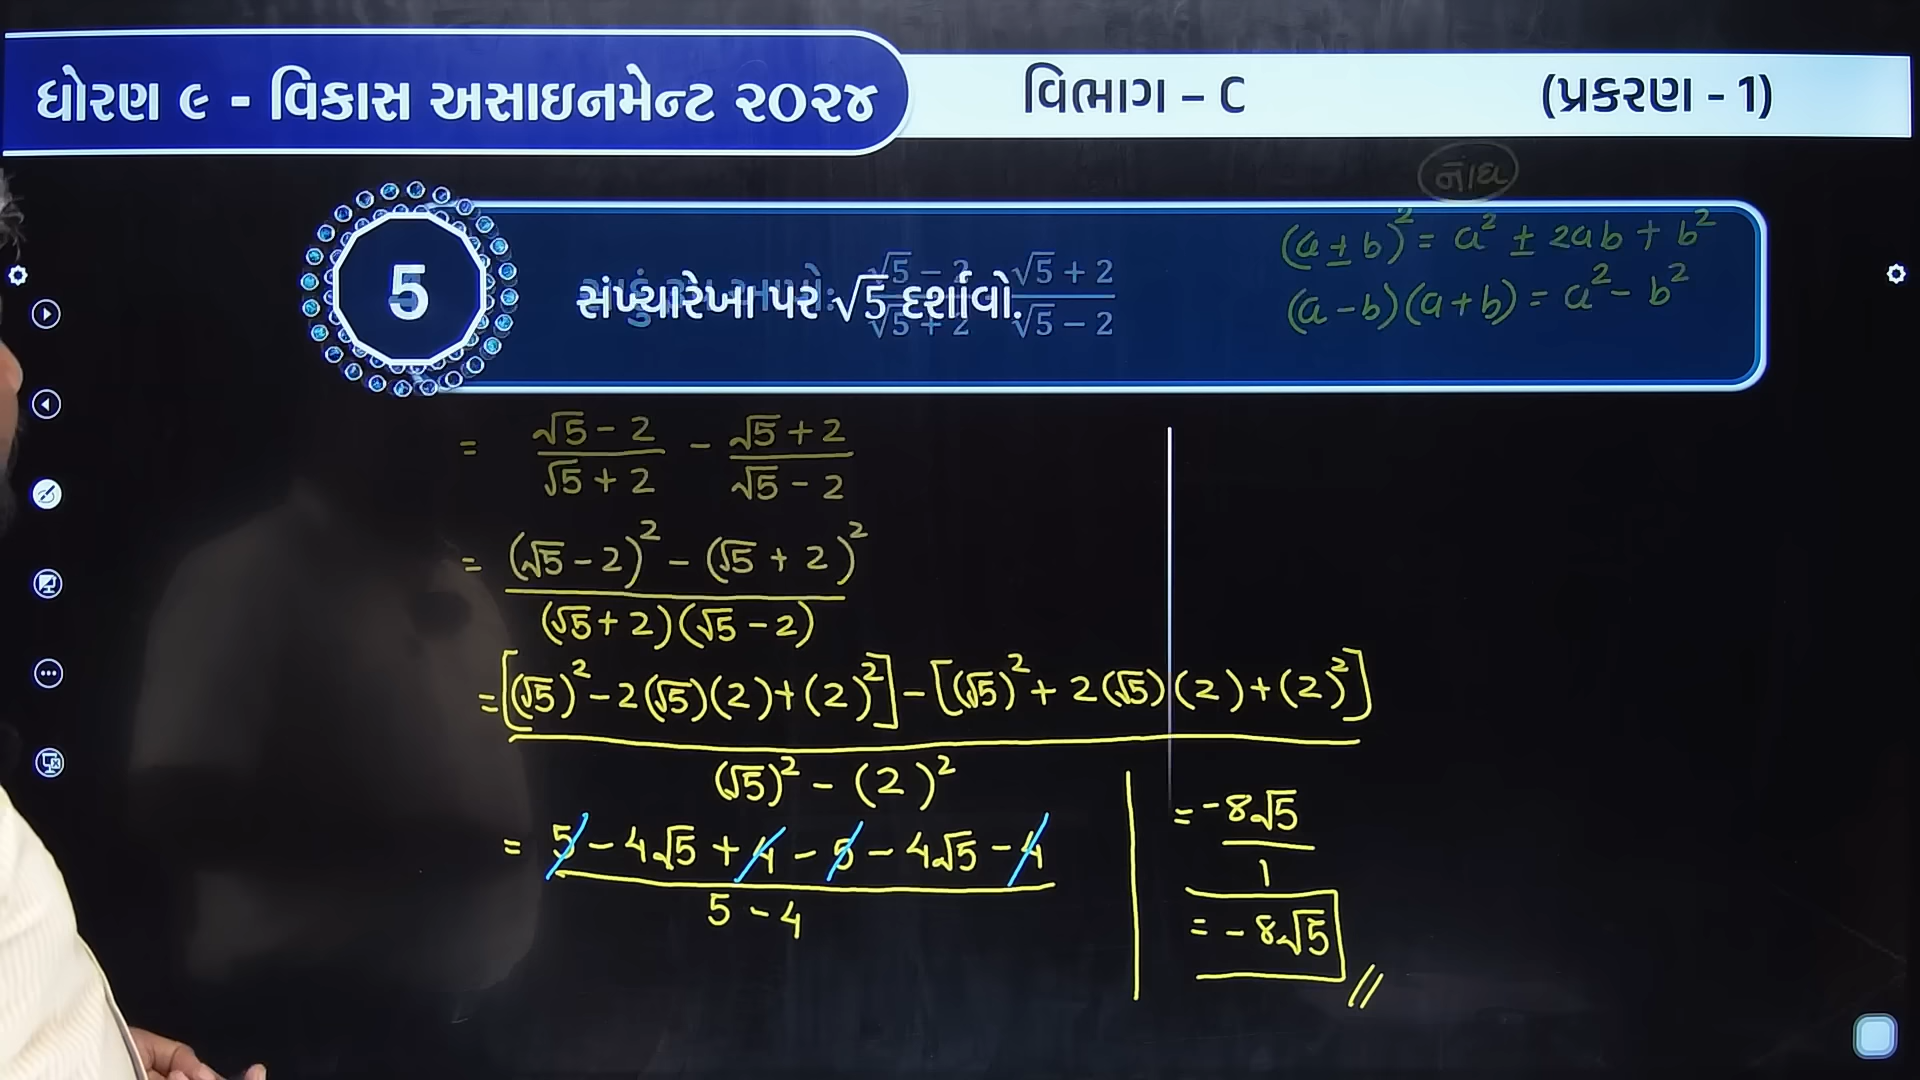 ધોરણ ૯ - વિકાસ અસાઇનમેન્ટ ૨૦૨૪
વિભાગ – C
(પ્રકરણ - 1)
નોંધ
(a ± b)² = a² ± 2ab + b²
(a - b)(a + b) = a² - b²
5
સંખ્યારેખા પર √5 દર્શાવો.
√5 - 2 / √5 + 2
√5 + 2 / √5 - 2
= √5 - 2 / √5 + 2 - √5 + 2 / √5 - 2
= (√5 - 2)² - (√5 + 2)² / (√5 + 2)(√5 - 2)
= [(√5)² - 2(√5)(2) + (2)²] - [(√5)² + 2(√5)(2) + (2)²] / (√5)² - (2)²
= 5 - 4√5 + 4 - 5 - 4√5 - 4 / 5 - 4
= -8√5 / 1
= -8√5